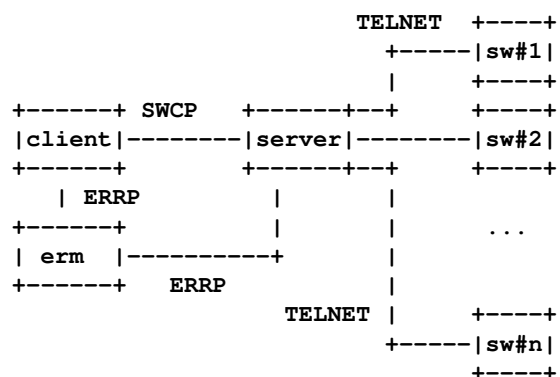 TELNET
sw#1
SWCP
client server sw#2
ERRP
...
erm
ERRP
TELNET
sw#n